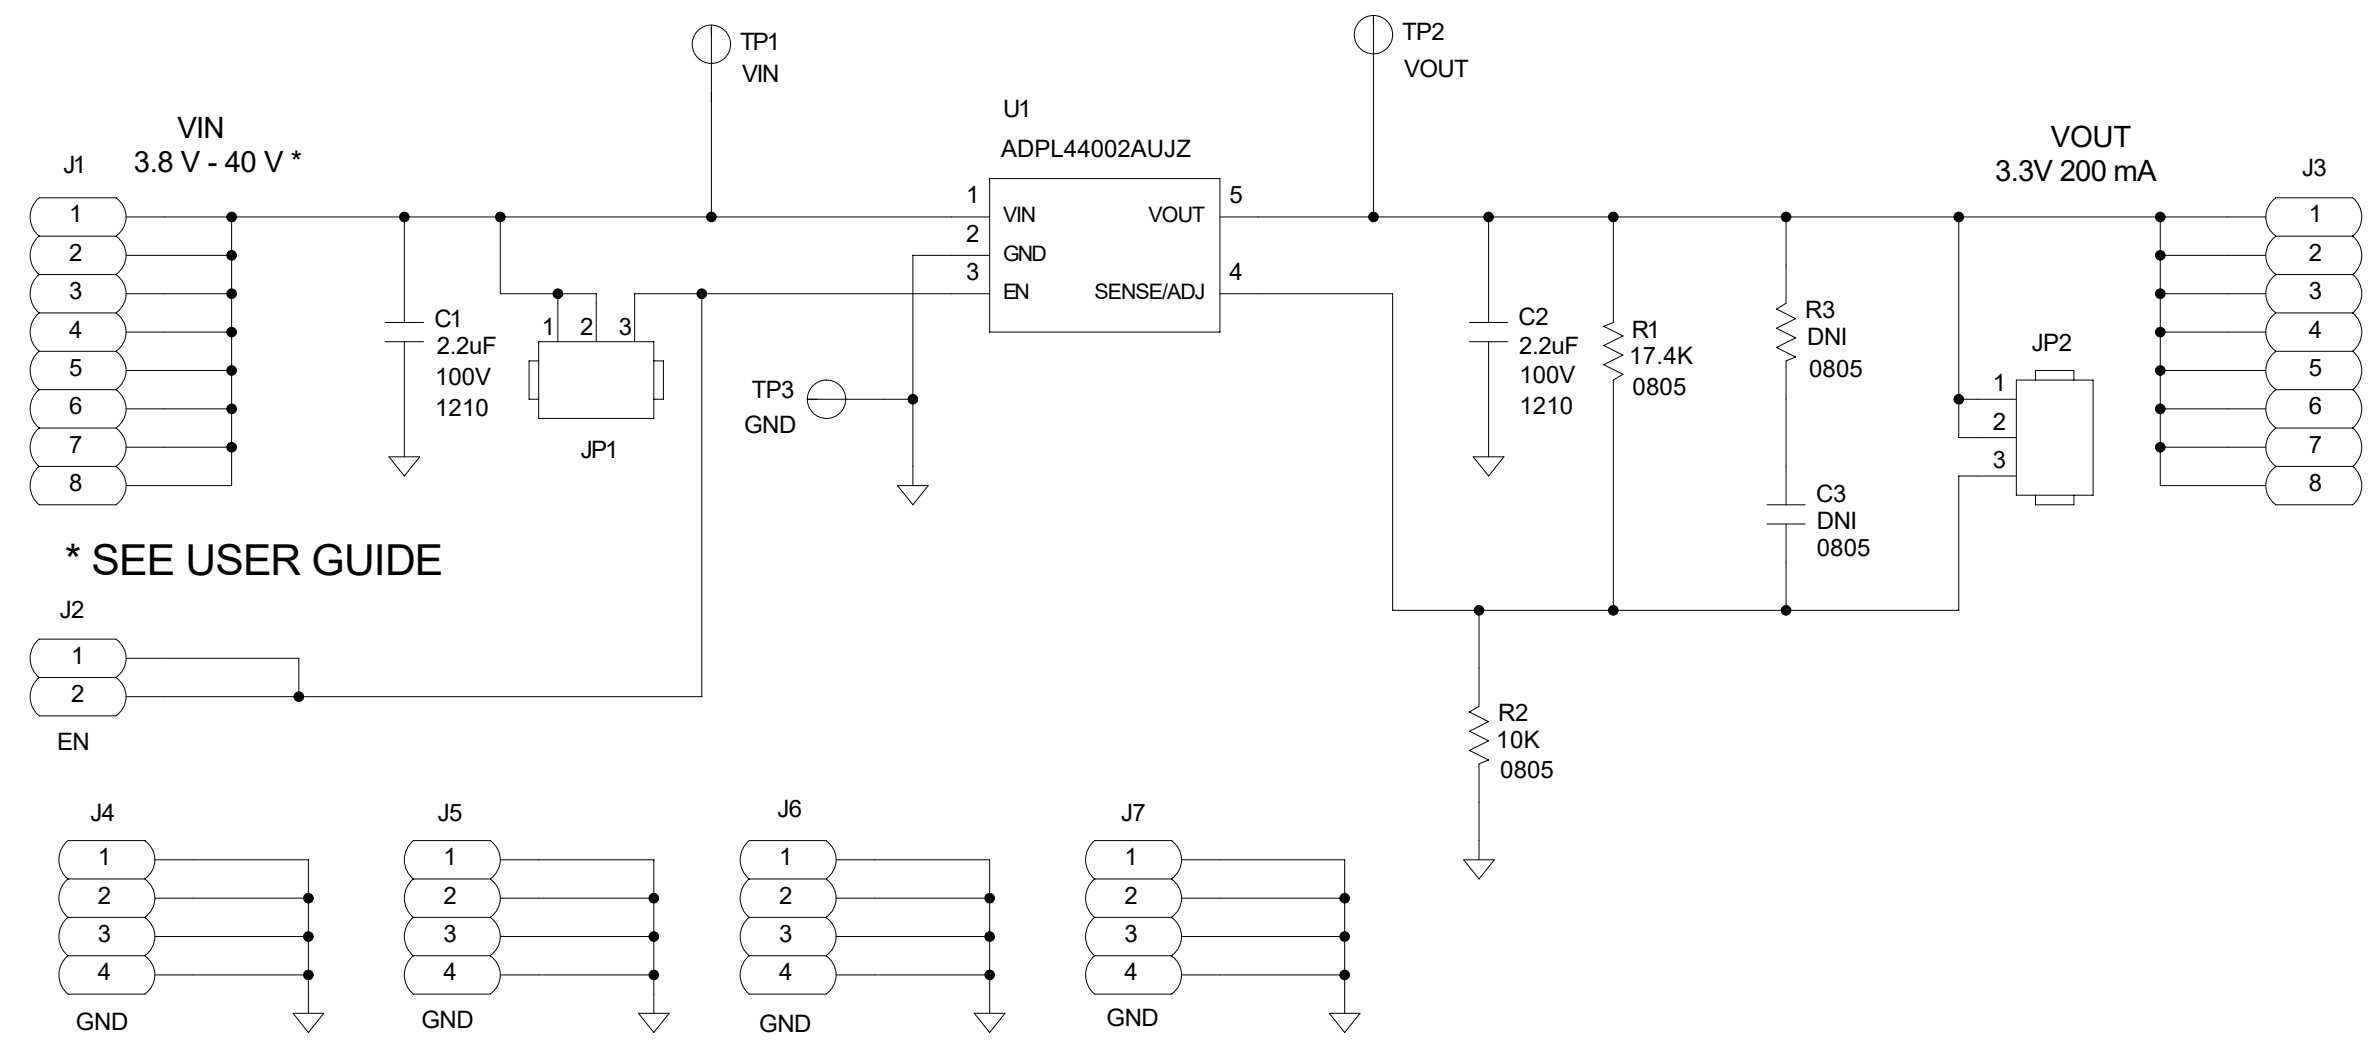 TP1
VIN
TP2
VOUT
U1
ADPL44002AUJZ
VIN
3.8 V - 40 V *
VOUT
3.3V 200 mA
J1
1
2
3
4
5
6
7
8
1
2
3
VIN
GND
EN
VOUT
SENSE/ADJ
5
4
J3
1
2
3
4
5
6
7
8
C1
2.2uF
100V
1210
1 2 3
JP1
TP3
GND
C2
2.2uF
100V
1210
R1
17.4K
0805
R3
DNI
0805
C3
DNI
0805
JP2
1
2
3
* SEE USER GUIDE
J2
1
2
EN
R2
10K
0805
J4
1
2
3
4
GND
J5
1
2
3
4
GND
J6
1
2
3
4
GND
J7
1
2
3
4
GND